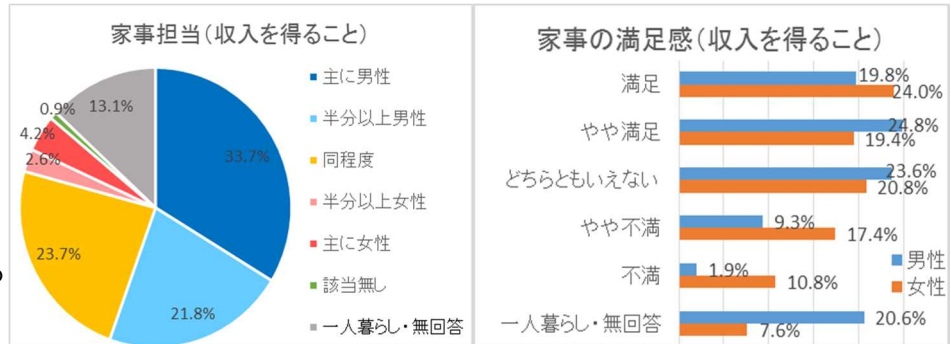 家事担当(収入を得ること)
主に男性
半分以上男性
同程度
半分以上女性
主に女性
該当無し
一人暮らし・無回答
33.7%
21.8%
23.7%
2.6%
4.2%
0.9%
13.1%
家事の満足感(収入を得ること)
満足
19.8%
24.0%
やや満足
24.8%
19.4%
どちらともいえない
23.6%
20.8%
やや不満
9.3%
17.4%
不満
1.9%
10.8%
一人暮らし・無回答
20.6%
7.6%
男性
女性